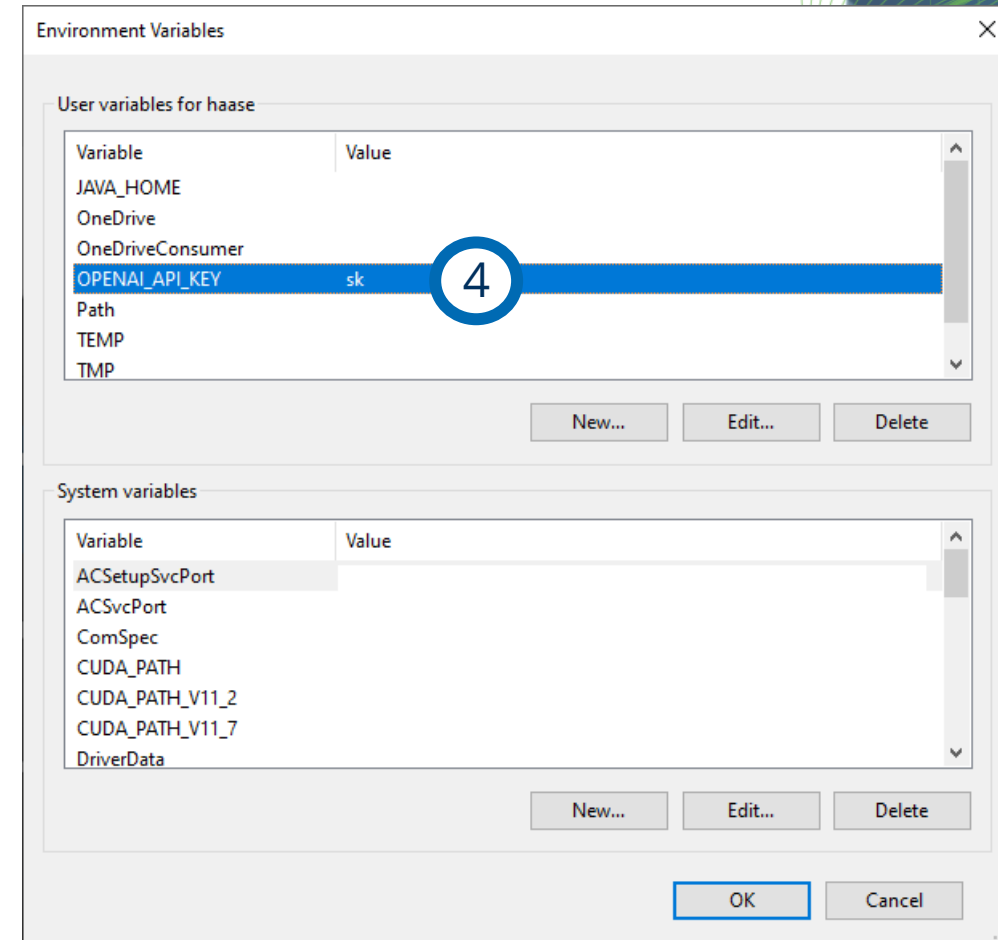 Environment Variables
User variables for haase
Variable Value
JAVA_HOME
OneDrive
OneDriveConsumer
OPENAI_API_KEY sk 4
Path
TEMP
TMP
New... Edit... Delete
System variables
Variable Value
ACSetupSvcPort
ACSvcPort
ComSpec
CUDA_PATH
CUDA_PATH_V11_2
CUDA_PATH_V11_7
DriverData
New... Edit... Delete
OK Cancel